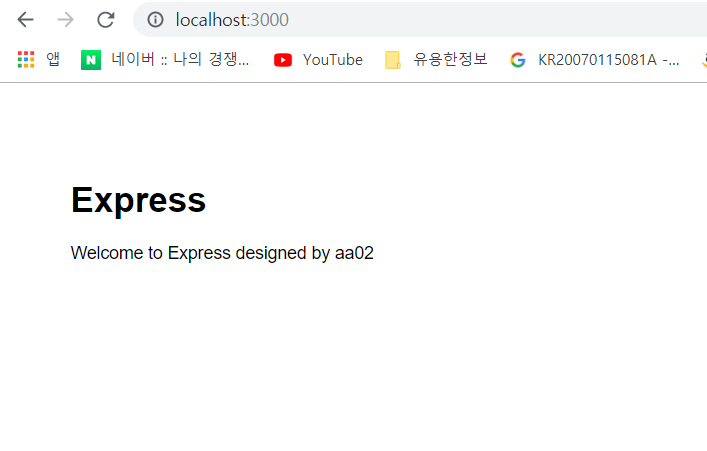 localhost:3000
앱 네이버 :: 나의 경쟁... YouTube 유용한정보 KR20070115081A -...
Express
Welcome to Express designed by aa02